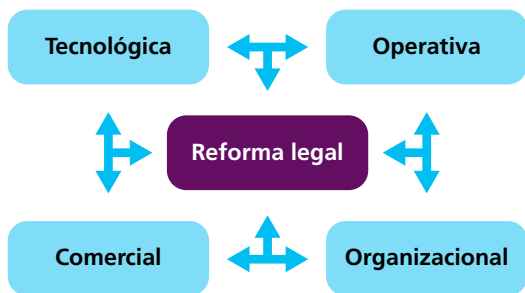 Tecnológica
Operativa
Reforma legal
Comercial
Organizacional